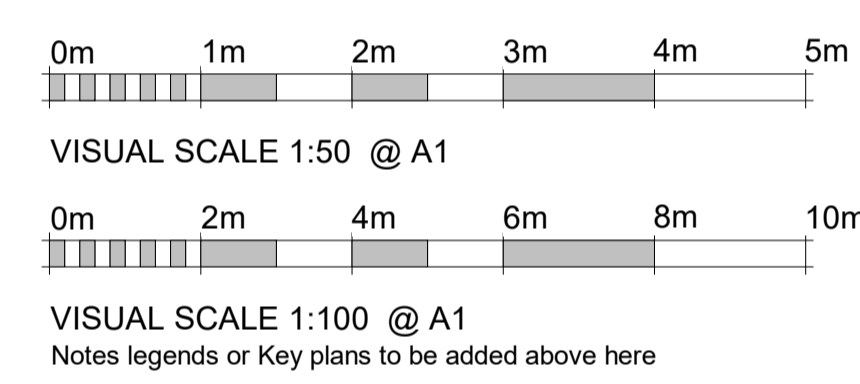 0m 1m 2m 3m 4m 5m
VISUAL SCALE 1:50 @ A1
0m 2m 4m 6m 8m 10m
VISUAL SCALE 1:100 @ A1
Notes legends or Key plans to be added above here